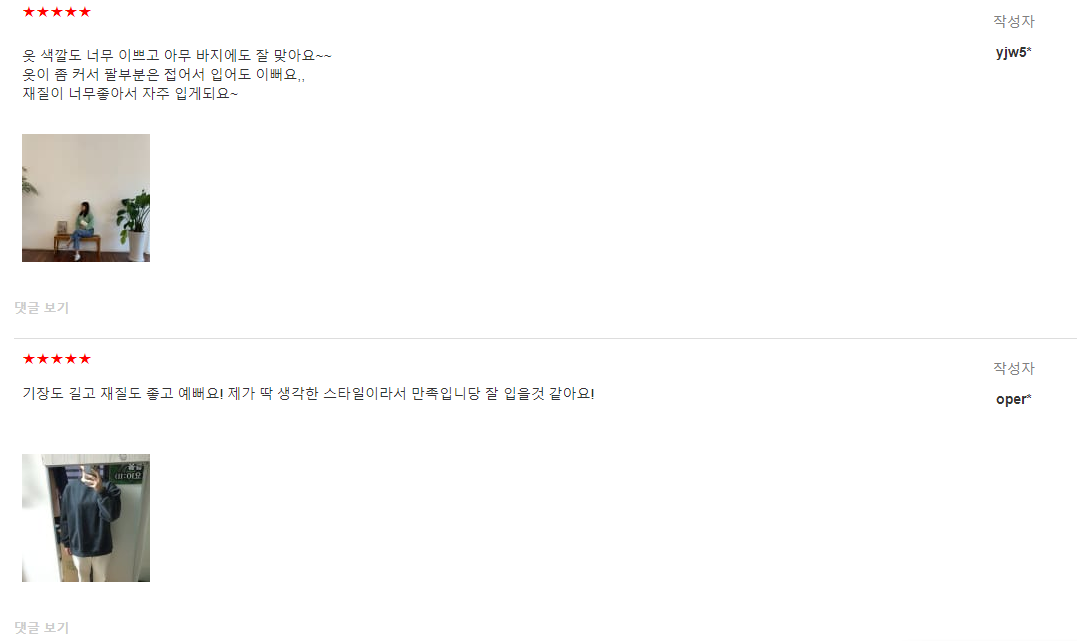 ★★★★★
작성자
옷 색깔도 너무 이쁘고 아무 바지에도 잘 맞아요~~
yjw5*
옷이 좀 커서 팔부분은 접어서 입어도 이뻐요,,
재질이 너무좋아서 자주 입게되요~
댓글 보기
★★★★★
작성자
기장도 길고 재질도 좋고 예뻐요! 제가 딱 생각한 스타일이라서 만족입니당 잘 입을것 같아요!
oper*
댓글 보기